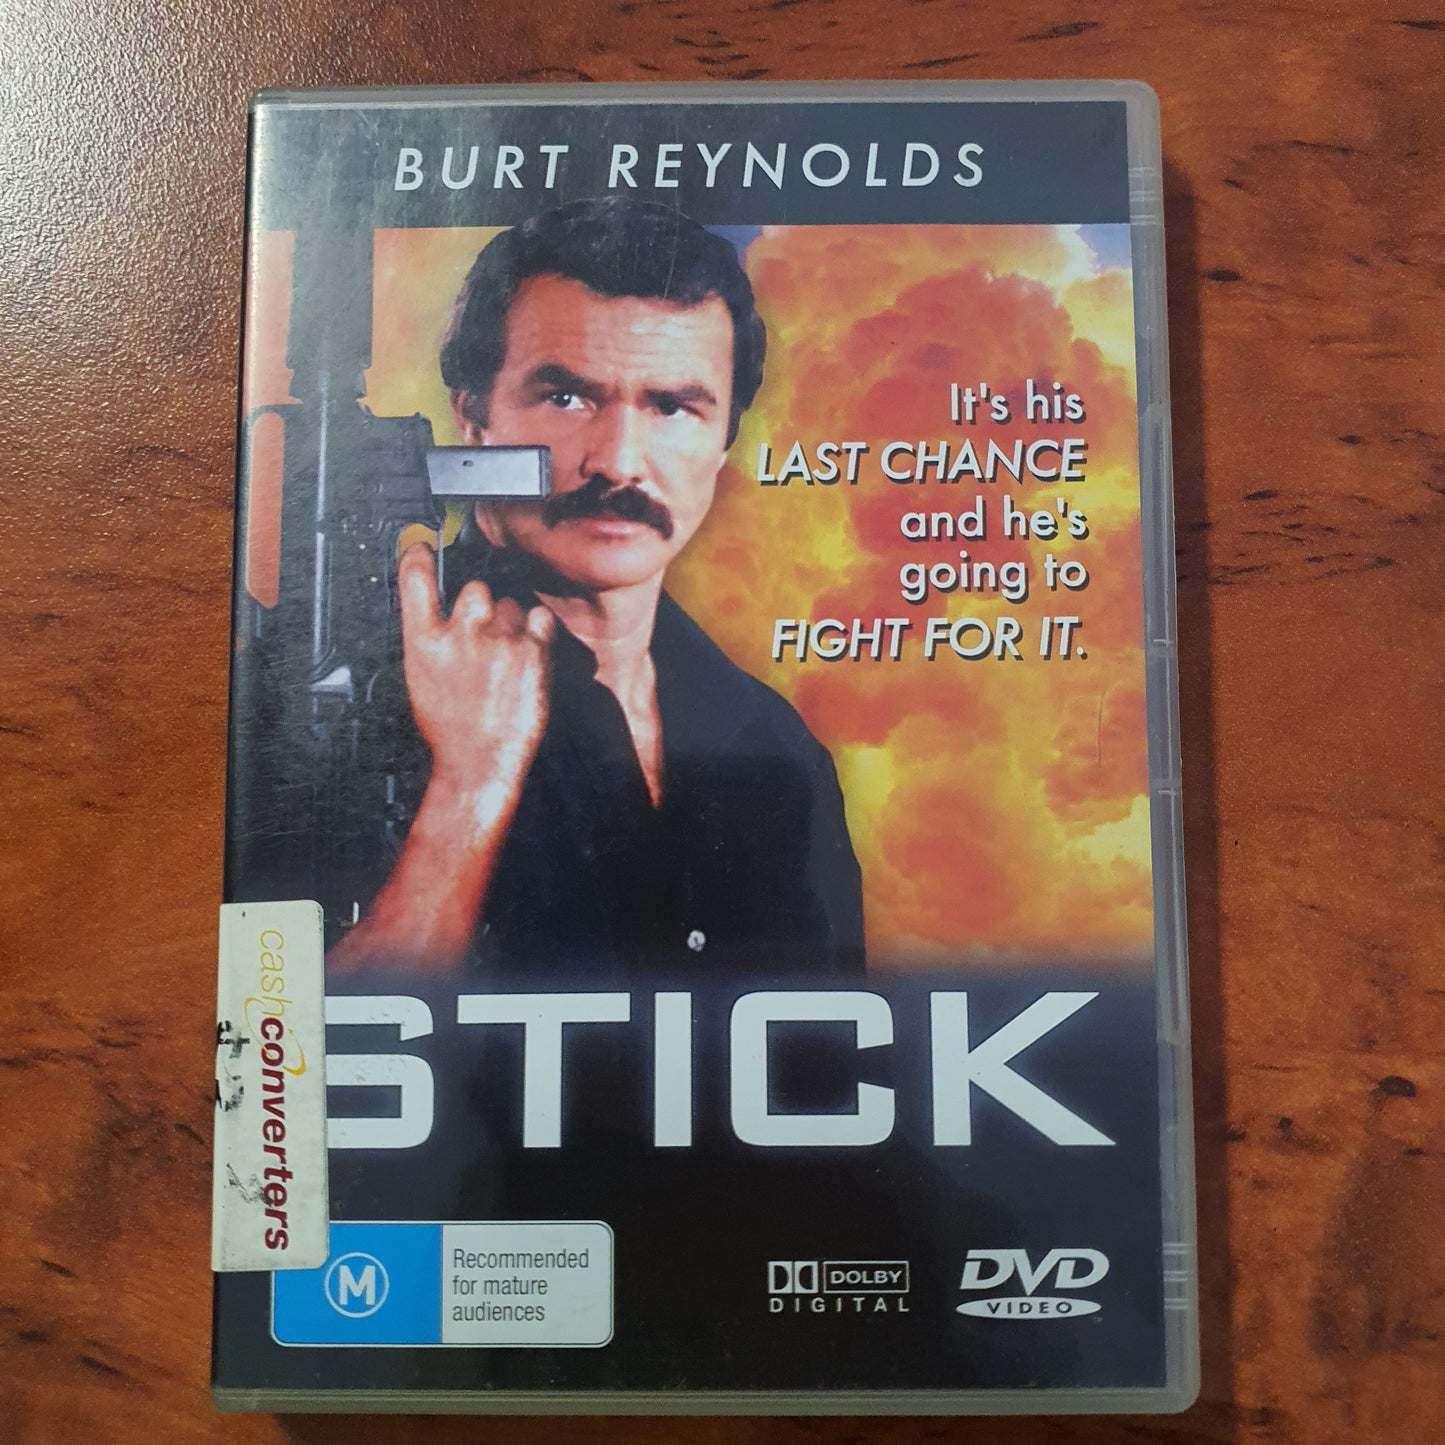 BURT REYNOLDS
It's his
LAST CHANCE
and he's
going to
FIGHT FOR IT.
STICK
cash converters
M
Recommended
for mature
audiences
DOLBY
DIGITAL
DVD
VIDEO